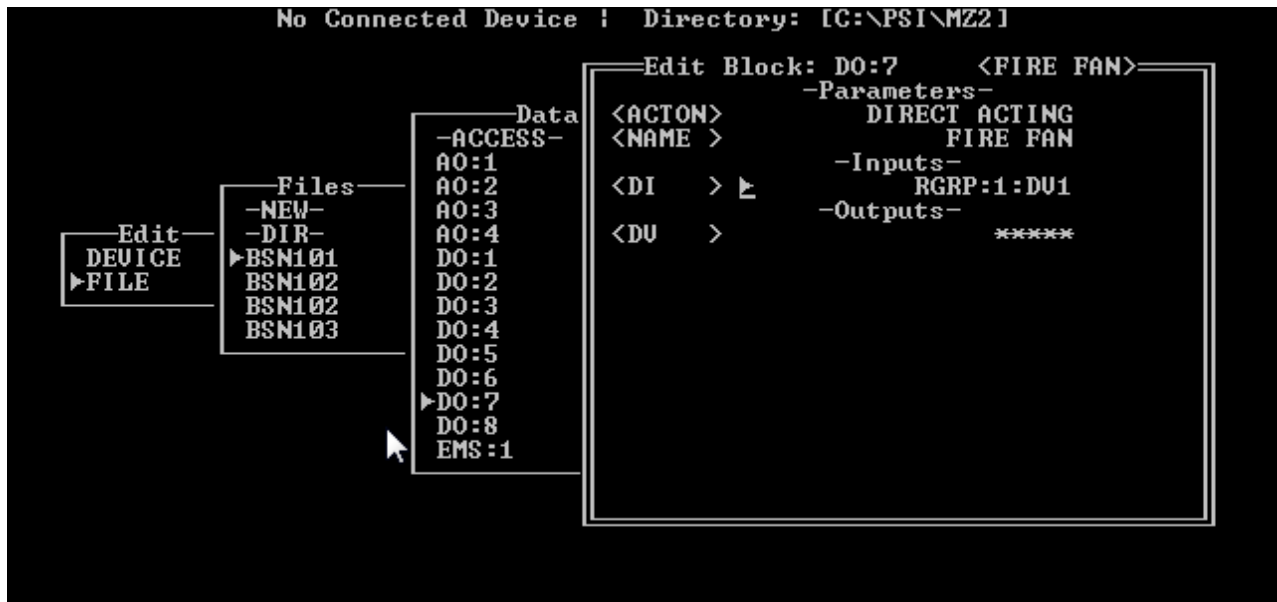 No Connected Device ¦ Directory: [C:\PSI\MZ2]
Edit
DEVICE
FILE
Files
-NEW-
-DIR-
BSN101
BSN102
BSN102
BSN103
Data
-ACCESS-
AO:1
AO:2
AO:3
AO:4
DO:1
DO:2
DO:3
DO:4
DO:5
DO:6
DO:7
DO:8
EMS:1
Edit Block: DO:7 <FIRE FAN>
-Parameters-
<ACTON> DIRECT ACTING
<NAME > FIRE FAN
-Inputs-
<DI > RGRP:1:DV1
-Outputs-
<DV > *****